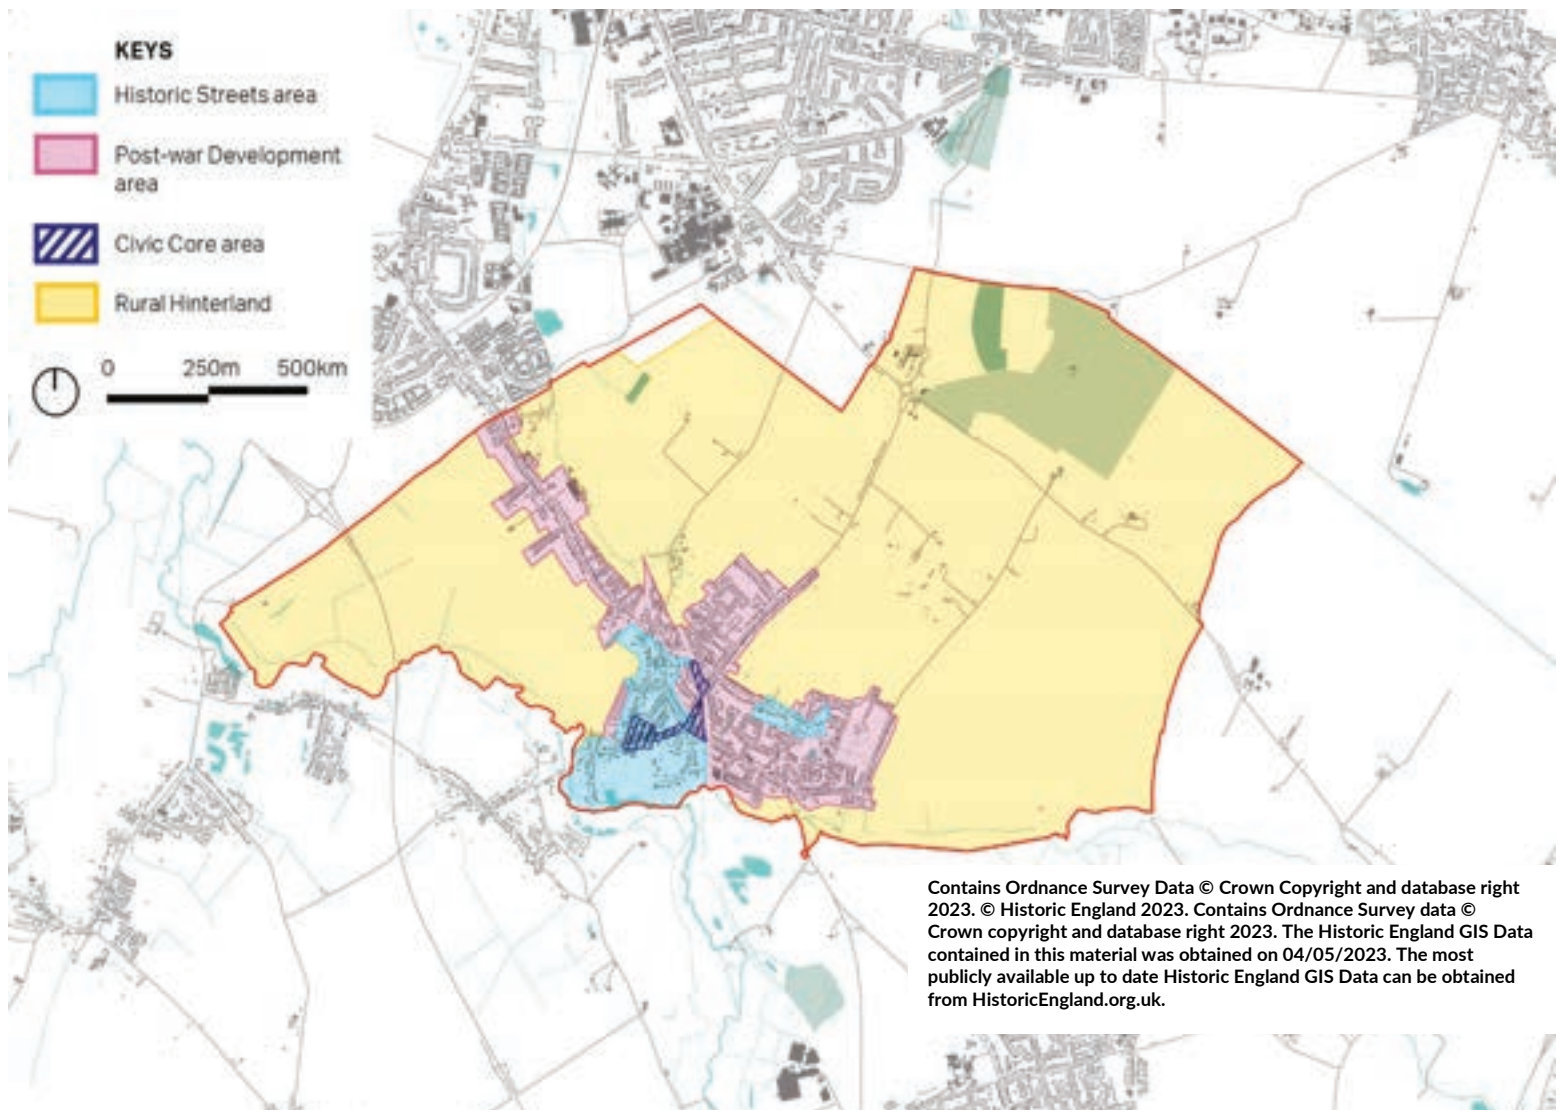 KEYS
Historic Streets area
Post-war Development
area
Civic Core area
Rural Hinterland
0 250m 500km
Contains Ordnance Survey Data © Crown Copyright and database right
2023. © Historic England 2023. Contains Ordnance Survey data ©
Crown copyright and database right 2023. The Historic England GIS Data
contained in this material was obtained on 04/05/2023. The most
publicly available up to date Historic England GIS Data can be obtained
from HistoricEngland.org.uk.